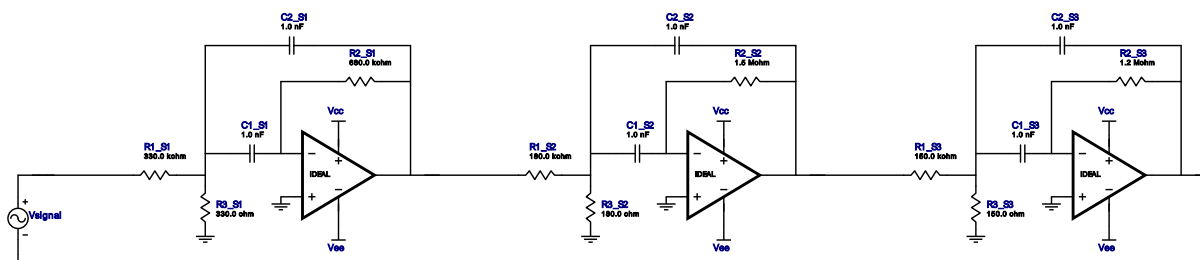 C2_S1
1.0 nF
R2_S1
680.0 kohm
C1_S1
1.0 nF
Vcc
R1_S1
330.0 kohm
−
+
IDEAL
+
−
R3_S1
330.0 ohm
Vee
+
Vsignal
−
C2_S2
1.0 nF
R2_S2
1.5 Mohm
C1_S2
1.0 nF
Vcc
R1_S2
180.0 kohm
−
+
IDEAL
+
−
R3_S2
180.0 ohm
Vee
C2_S3
1.0 nF
R2_S3
1.2 Mohm
C1_S3
1.0 nF
Vcc
R1_S3
150.0 kohm
−
+
IDEAL
+
−
R3_S3
150.0 ohm
Vee